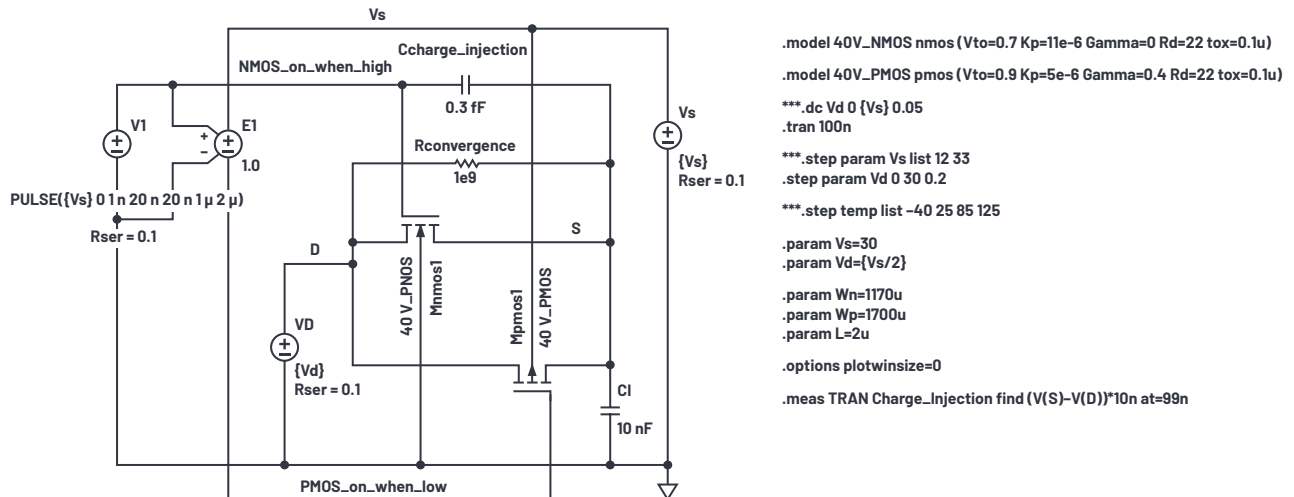 Vs
Ccharge_injection
NMOS_on_when_high
0.3 fF
V1
E1
+
−
1.0
Vs
{Vs}
Rser = 0.1
Rconvergence
1e9
PULSE({Vs} 0 1 n 20 n 20 n 1 µ 2 µ)
Rser = 0.1
D
S
40 V_PNOS
Mnmos1
Mpmos1
40 V_PMOS
VD
{Vd}
Rser = 0.1
CI
10 nF
PMOS_on_when_low
.model 40V_NMOS nmos (Vto=0.7 Kp=11e-6 Gamma=0 Rd=22 tox=0.1u)
.model 40V_PMOS pmos (Vto=0.9 Kp=5e-6 Gamma=0.4 Rd=22 tox=0.1u)
***.dc Vd 0 {Vs} 0.05
.tran 100n
***.step param Vs list 12 33
.step param Vd 0 30 0.2
***.step temp list −40 25 85 125
.param Vs=30
.param Vd={Vs/2}
.param Wn=1170u
.param Wp=1700u
.param L=2u
.options plotwinsize=0
.meas TRAN Charge_Injection find (V(S)−V(D))*10n at=99n